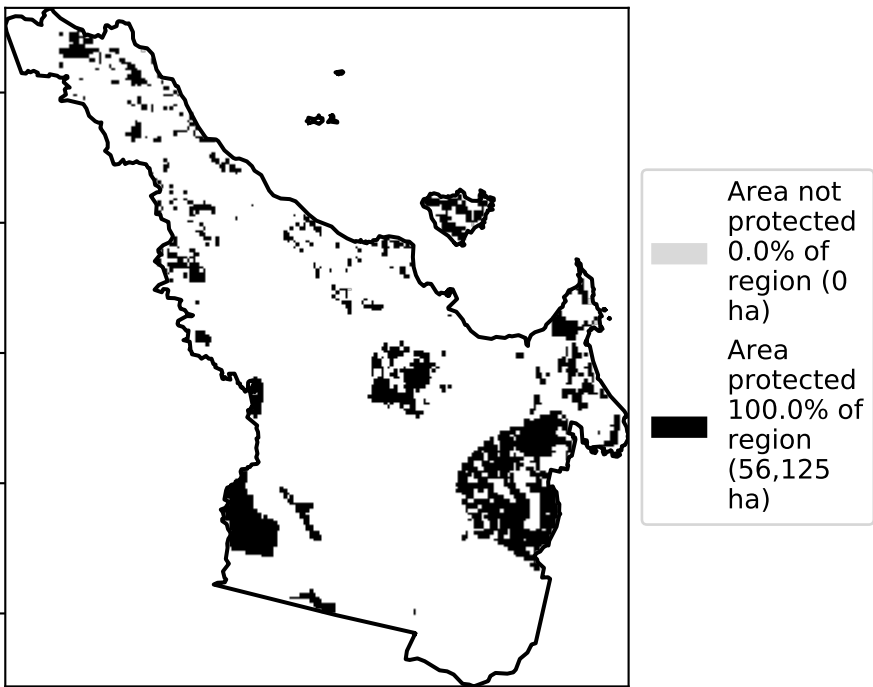 Area not
protected
0.0% of
region (0
ha)
Area
protected
100.0% of
region
(56,125
ha)